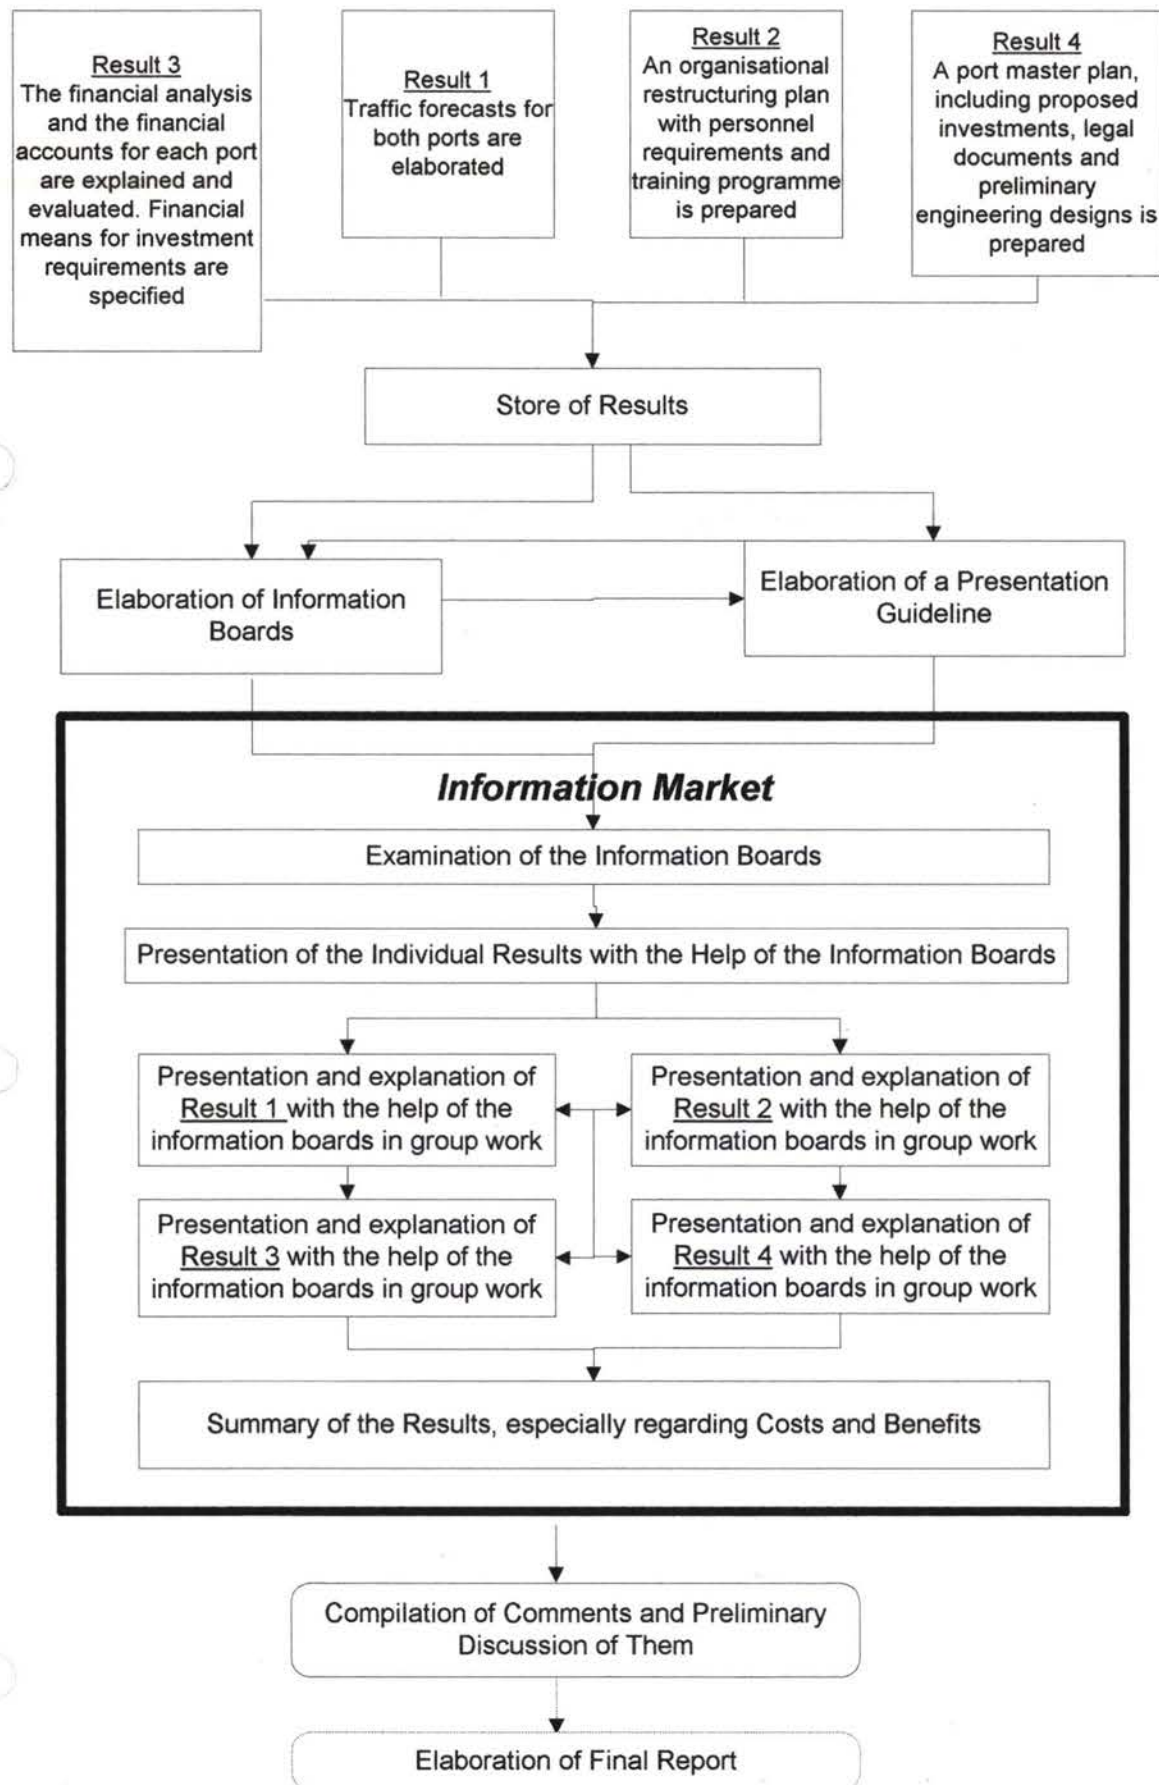 Result 3
The financial analysis
and the financial
accounts for each port
are explained and
evaluated. Financial
means for investment
requirements are
specified
Result 1
Traffic forecasts for
both ports are
elaborated
Result 2
An organisational
restructuring plan
with personnel
requirements and
training programme
is prepared
Result 4
A port master plan,
including proposed
investments, legal
documents and
preliminary
engineering designs is
prepared
Store of Results
Elaboration of Information
Boards
Elaboration of a Presentation
Guideline
Information Market
Examination of the Information Boards
Presentation of the Individual Results with the Help of the Information Boards
Presentation and explanation of
Result 1 with the help of the
information boards in group work
Presentation and explanation of
Result 2 with the help of the
information boards in group work
Presentation and explanation of
Result 3 with the help of the
information boards in group work
Presentation and explanation of
Result 4 with the help of the
information boards in group work
Summary of the Results, especially regarding Costs and Benefits
Compilation of Comments and Preliminary
Discussion of Them
Elaboration of Final Report